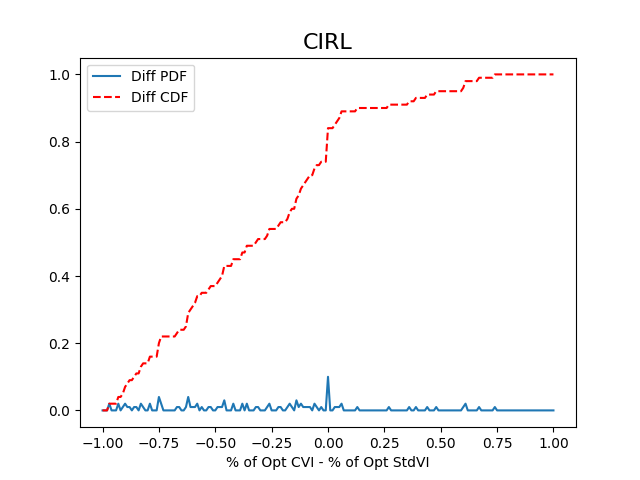 CIRL
Diff PDF
Diff CDF
1.0
0.8
0.6
0.4
0.2
0.0
−1.00 −0.75 −0.50 −0.25 0.00 0.25 0.50 0.75 1.00
% of Opt CVI - % of Opt StdVI